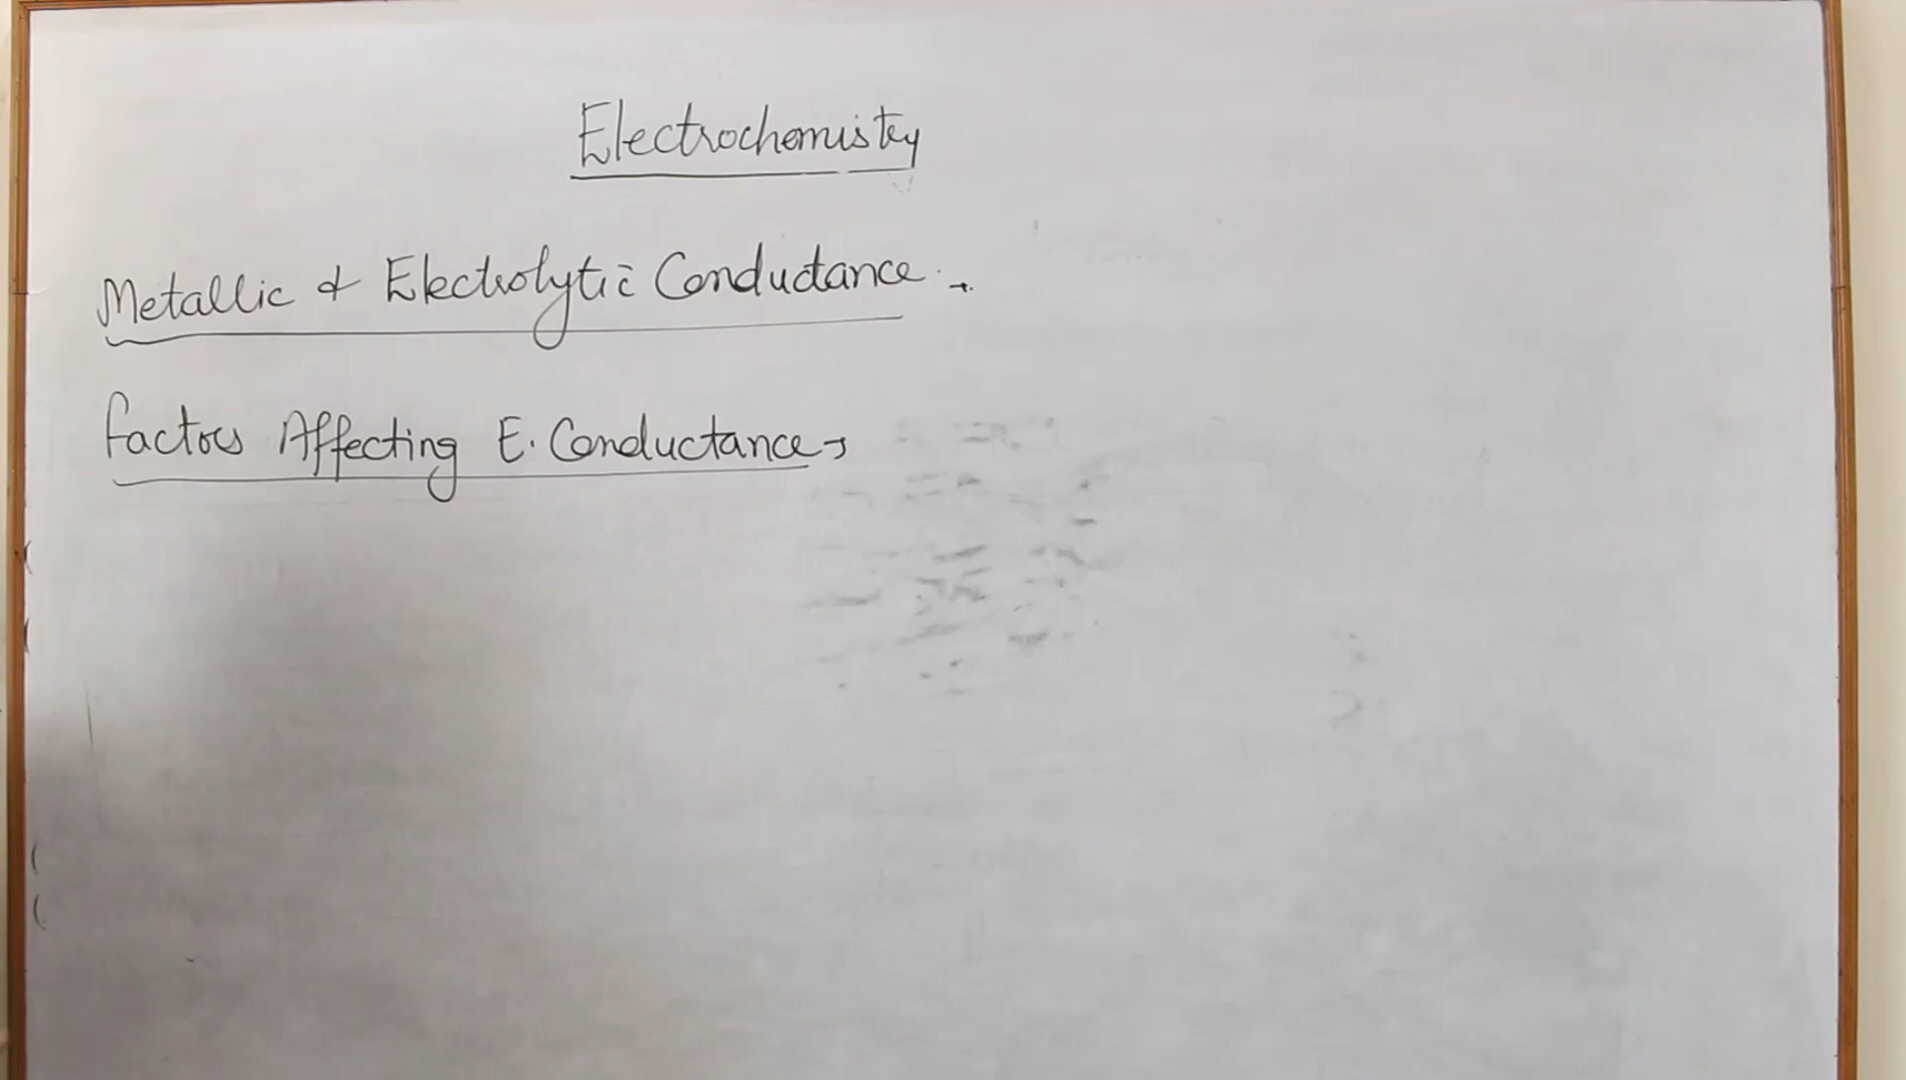 Electrochemistry
Metallic & Electrolytic Conductance →
Factors Affecting E. Conductance →